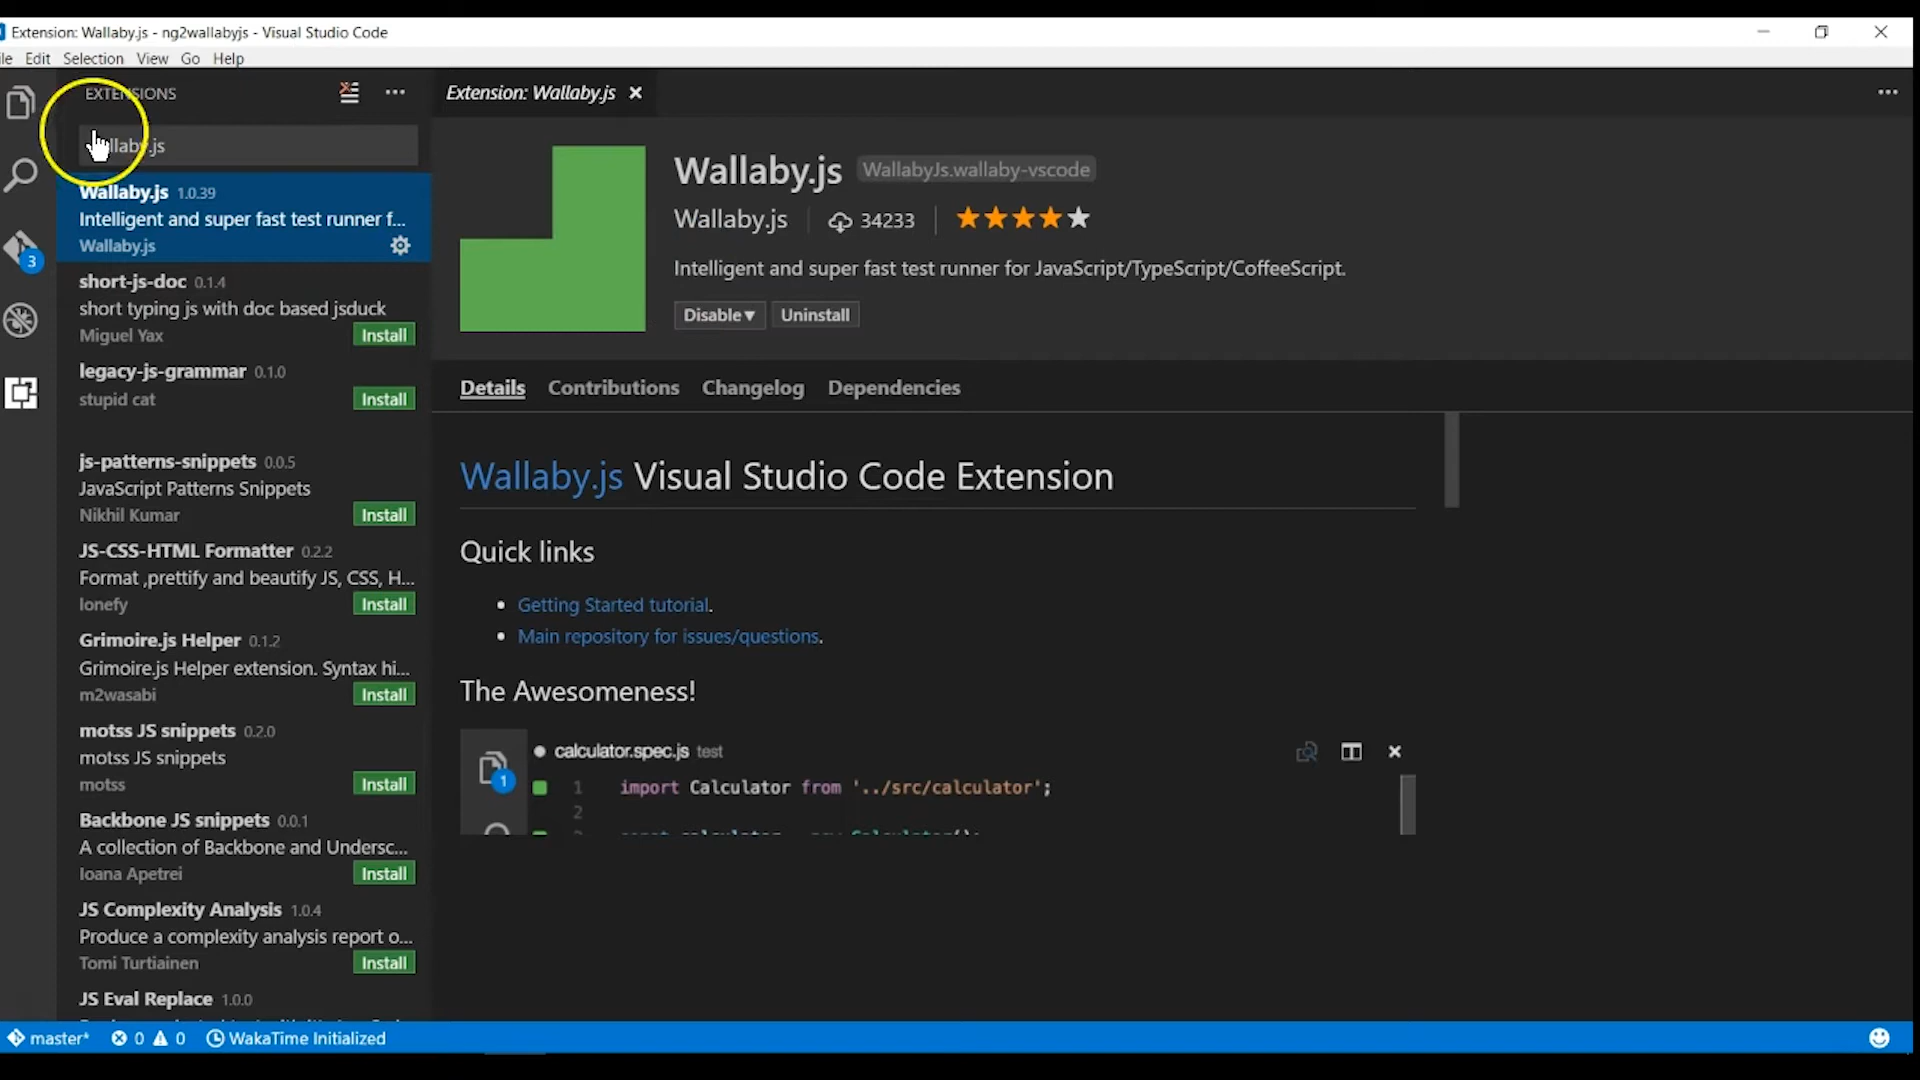 Extension: Wallaby.js - ng2wallabyjs - Visual Studio Code
Edit Selection View Go Help
EXTENSIONS
Extension: Wallaby.js
Wallaby.js 1.0.39
Intelligent and super fast test runner f...
Wallaby.js
short-js-doc 0.1.4
short typing js with doc based jsduck
Miguel Yax Install
legacy-js-grammar 0.1.0
stupid cat Install
js-patterns-snippets 0.0.5
JavaScript Patterns Snippets
Nikhil Kumar Install
JS-CSS-HTML Formatter 0.2.2
Format ,prettify and beautify JS, CSS, H...
lonefy Install
Grimoire.js Helper 0.1.2
Grimoire.js Helper extension. Syntax hi...
m2wasabi Install
motss JS snippets 0.2.0
motss JS snippets
motss Install
Backbone JS snippets 0.0.1
A collection of Backbone and Undersc...
Ioana Apetrei Install
JS Complexity Analysis 1.0.4
Produce a complexity analysis report o...
Tomi Turtiainen Install
JS Eval Replace 1.0.0
Wallaby.js WallabyJs.wallaby-vscode
Wallaby.js 34233
Intelligent and super fast test runner for JavaScript/TypeScript/CoffeeScript.
Disable Uninstall
Details Contributions Changelog Dependencies
Wallaby.js Visual Studio Code Extension
Quick links
Getting Started tutorial.
Main repository for issues/questions.
The Awesomeness!
calculator.spec.js test
1
1 import Calculator from '../src/calculator';
2
3
master* 0 0 WakaTime Initialized